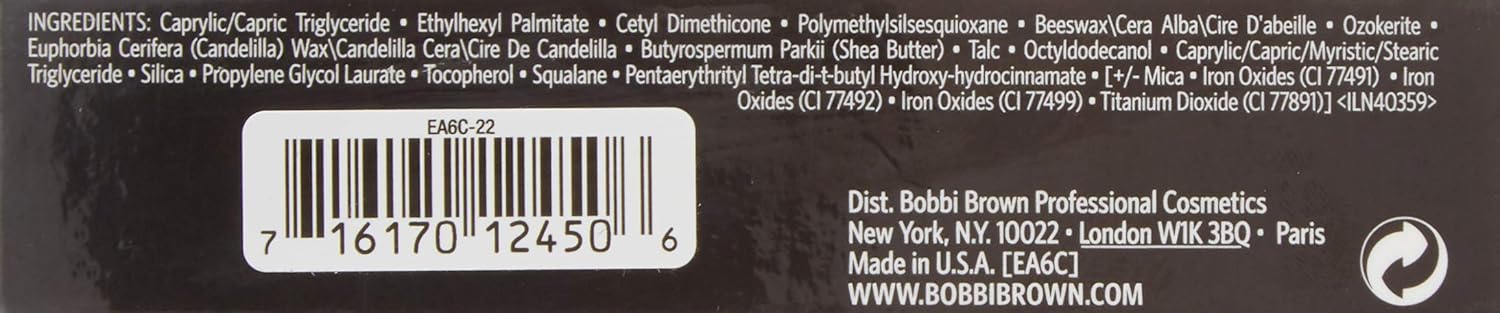 INGREDIENTS: Caprylic/Capric Triglyceride • Ethylhexyl Palmitate • Cetyl Dimethicone • Polymethylsilsesquioxane • Beeswax\Cera Alba\Cire D'abeille • Ozokerite •
Euphorbia Cerifera (Candelilla) Wax\Candelilla Cera\Cire De Candelilla • Butyrospermum Parkii (Shea Butter) • Talc • Octyldodecanol • Caprylic/Capric/Myristic/Stearic
Triglyceride • Silica • Propylene Glycol Laurate • Tocopherol • Squalane • Pentaerythrityl Tetra-di-t-butyl Hydroxy-hydrocinnamate • [+/- Mica • Iron Oxides (CI 77491) • Iron
Oxides (CI 77492) • Iron Oxides (CI 77499) • Titanium Dioxide (CI 77891)] <ILN40359>
EA6C-22
7 16170 12450 6
Dist. Bobbi Brown Professional Cosmetics
New York, N.Y. 10022 • London W1K 3BQ • Paris
Made in U.S.A. [EA6C]
WWW.BOBBIBROWN.COM